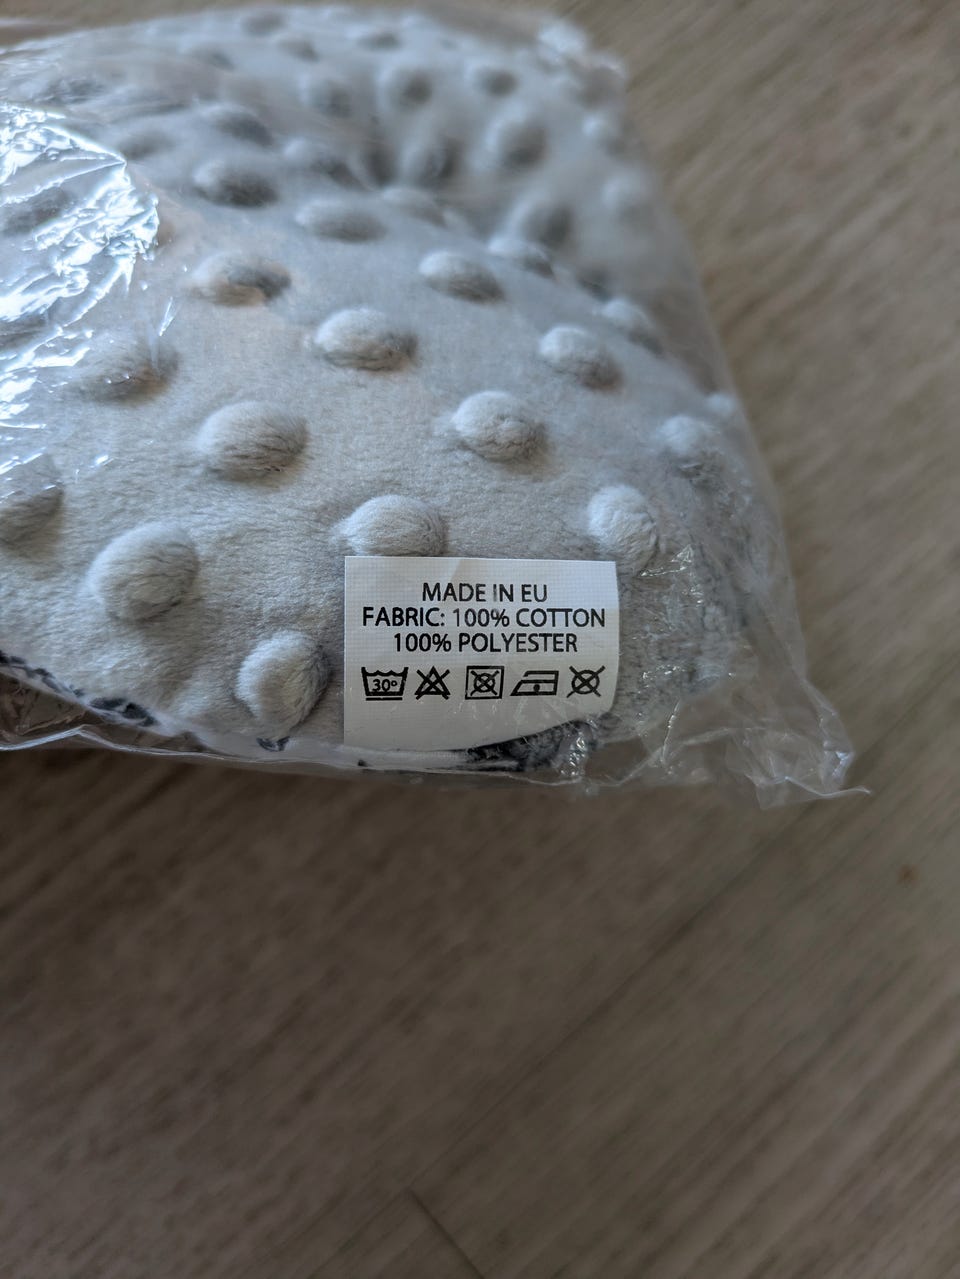 MADE IN EU
FABRIC: 100% COTTON
100% POLYESTER
30°